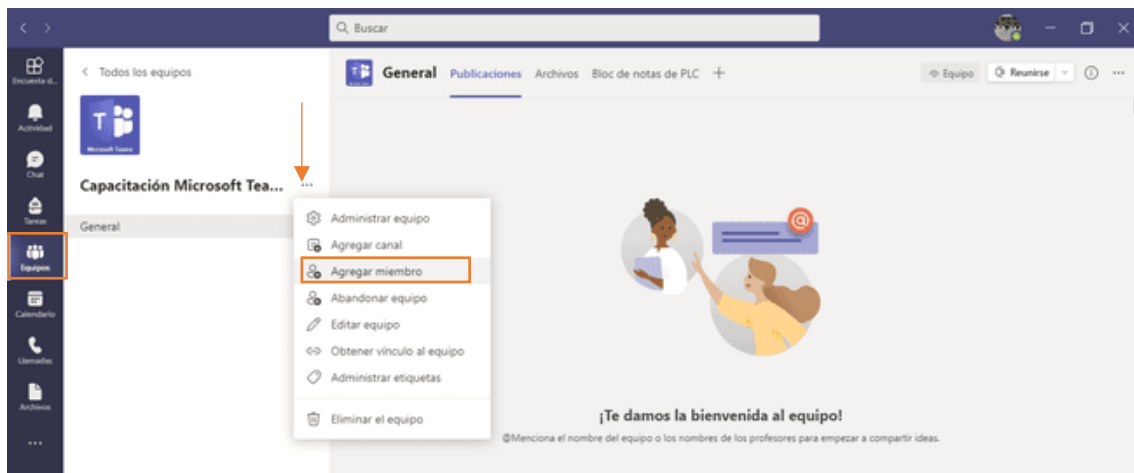 Buscar
Encuesta d...
Actividad
Chat
Tareas
Equipos
Calendario
Llamadas
Archivos
Todos los equipos
T
Microsoft Teams
Capacitación Microsoft Tea... ...
General
Administrar equipo
Agregar canal
Agregar miembro
Abandonar equipo
Editar equipo
Obtener vínculo al equipo
Administrar etiquetas
Eliminar el equipo
General Publicaciones Archivos Bloc de notas de PLC +
Equipo Reunirse
@
¡Te damos la bienvenida al equipo!
@Menciona el nombre del equipo o los nombres de los profesores para empezar a compartir ideas.